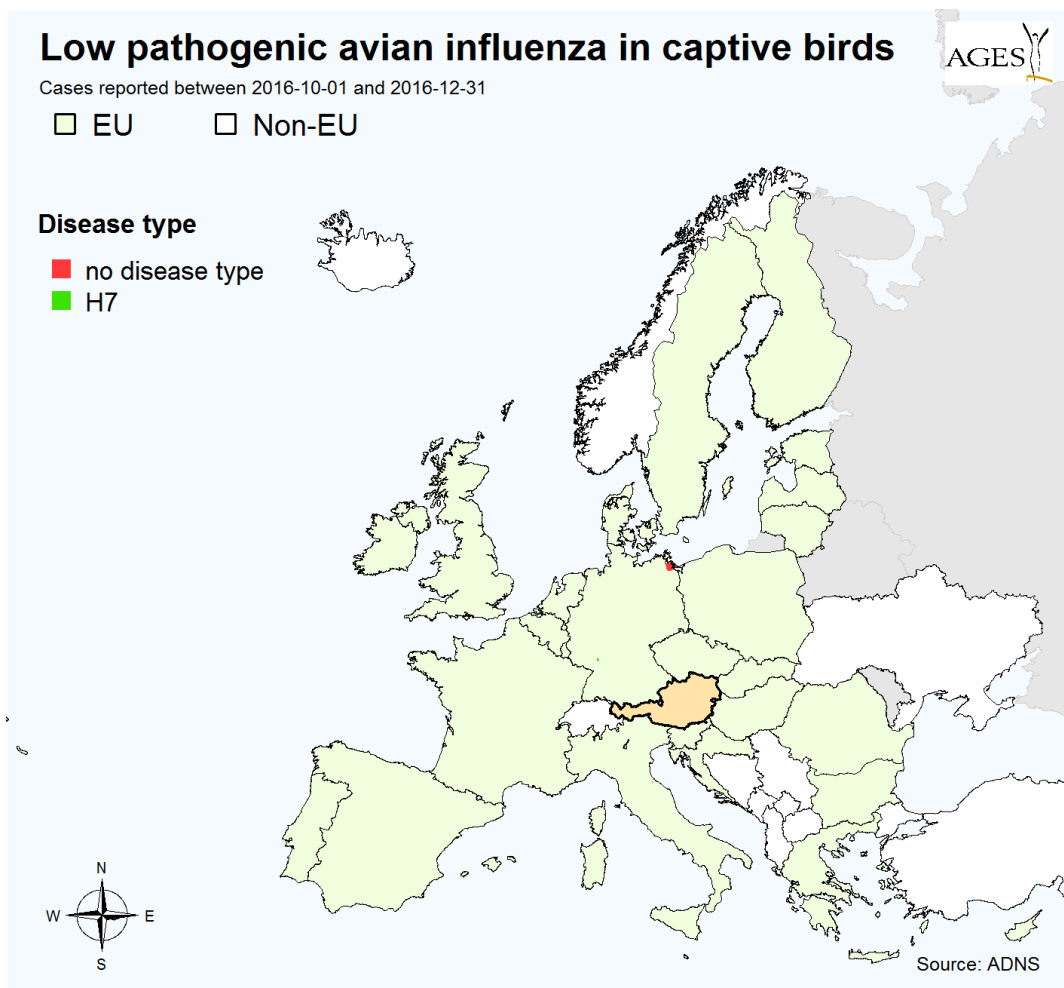 Low pathogenic avian influenza in captive birds
AGES
Cases reported between 2016-10-01 and 2016-12-31
EU
Non-EU
Disease type
no disease type
H7
N
W
E
S
Source: ADNS